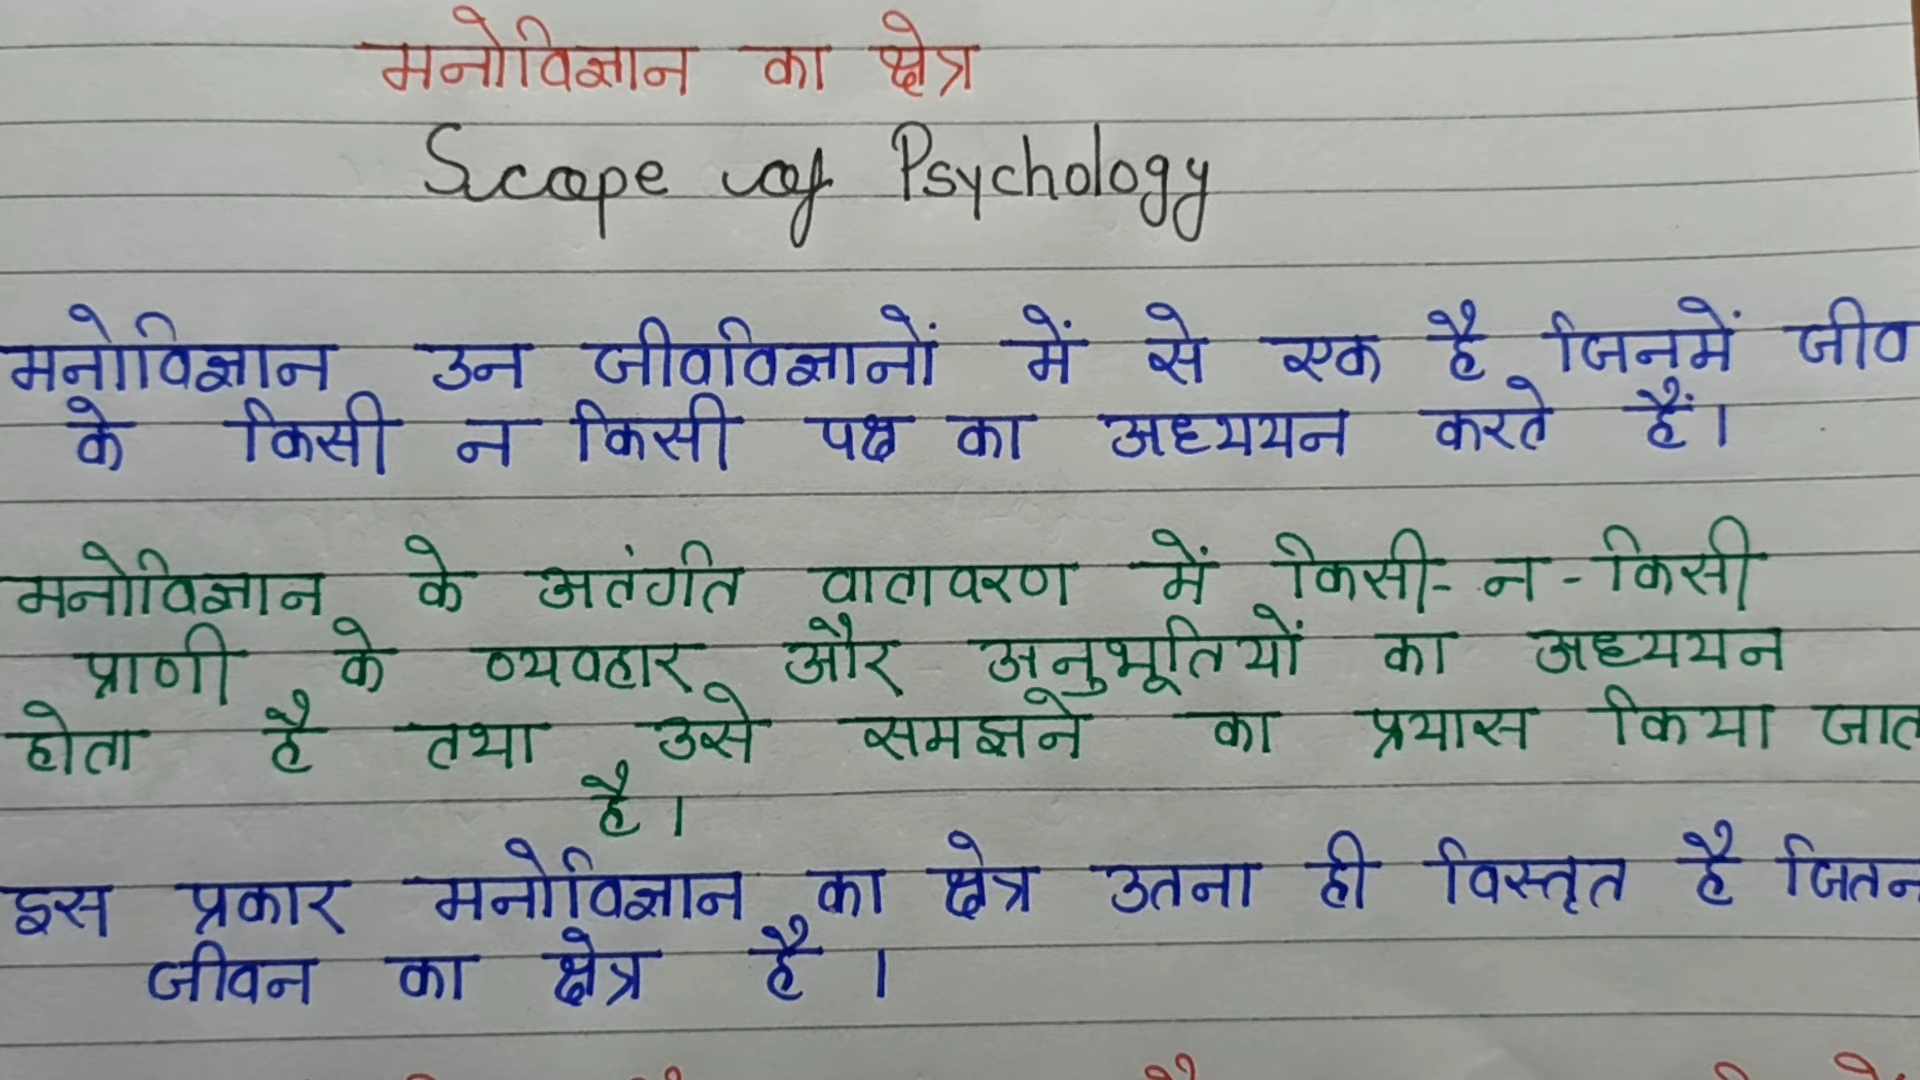 मनोविज्ञान का क्षेत्र
Scope of Psychology
मनोविज्ञान उन जीवविज्ञानों में से एक है जिनमें जीव
के किसी न किसी पक्ष का अध्ययन करते हैं।
मनोविज्ञान के अतंर्गत वातावरण में किसी-न-किसी
प्राणी के व्यवहार और अनुभूतियों का अध्ययन
होता है तथा उसे समझने का प्रयास किया जात
है।
इस प्रकार मनोविज्ञान का क्षेत्र उतना ही विस्तृत है जितन
जीवन का क्षेत्र है।